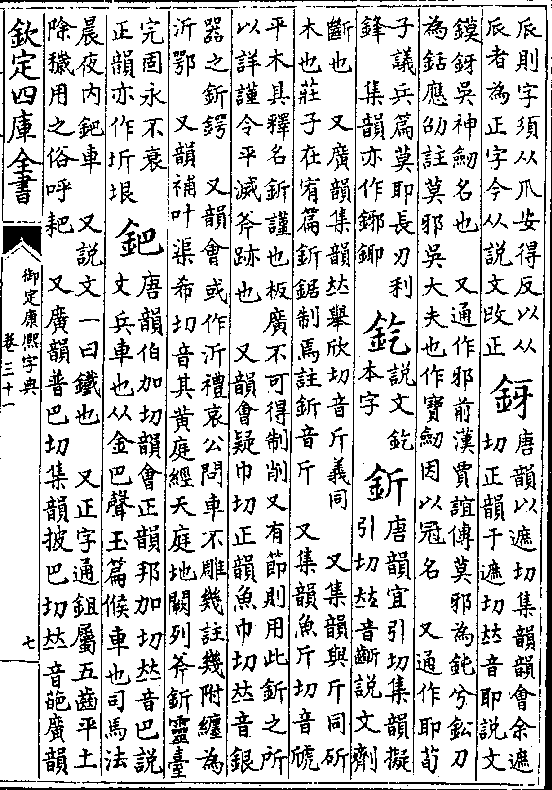 辰則字須从爪安得反以从
辰者為正字今从說文改正
釾
唐韻以遮切集韻韻會余遮
切正韻于遮切𠀤音耶說文
鏌釾吳神劒名也　又通作邪前漢賈誼傳莫邪為鈍兮鈆刀
為銛應劭註莫邪吳大夫也作寶劒因以冠名　又通作耶荀
子議兵篇莫耶長刃利
鋒　集韻亦作鎁鋣
釳
說文釳
本字
釿
唐韻宜引切集韻擬
引切𠀤音齗說文劑
斷也　又廣韻集韻𠀤舉欣切音斤義同　又集韻與斤同斫
木也莊子在宥篇釿鋸制焉註釿音斤　又集韻魚斤切音虓
平木具釋名釿謹也板廣不可得制削又有節則用此釿之所
以詳謹令平滅斧跡也　又韻會疑巾切正韻魚巾切𠀤音銀
器之釿鍔　又韻會或作沂禮哀公問車不雕幾註幾附纏為
沂鄂　又韻補叶渠希切音其黃庭經天庭地闕列斧釿靈臺
完固永不衰
正韻亦作圻垠
鈀
唐韻伯加切韻會正韻邦加切𠀤音巴說
文兵車也从金巴聲玉篇候車也司馬法
晨夜內鈀車　又說文一曰鐵也　又正字通鉏屬五齒平土
除穢用之俗呼耙　又廣韻普巴切集韻披巴切𠀤音葩廣韻
欽定四庫全書
御定康熙字典
卷三十一
七